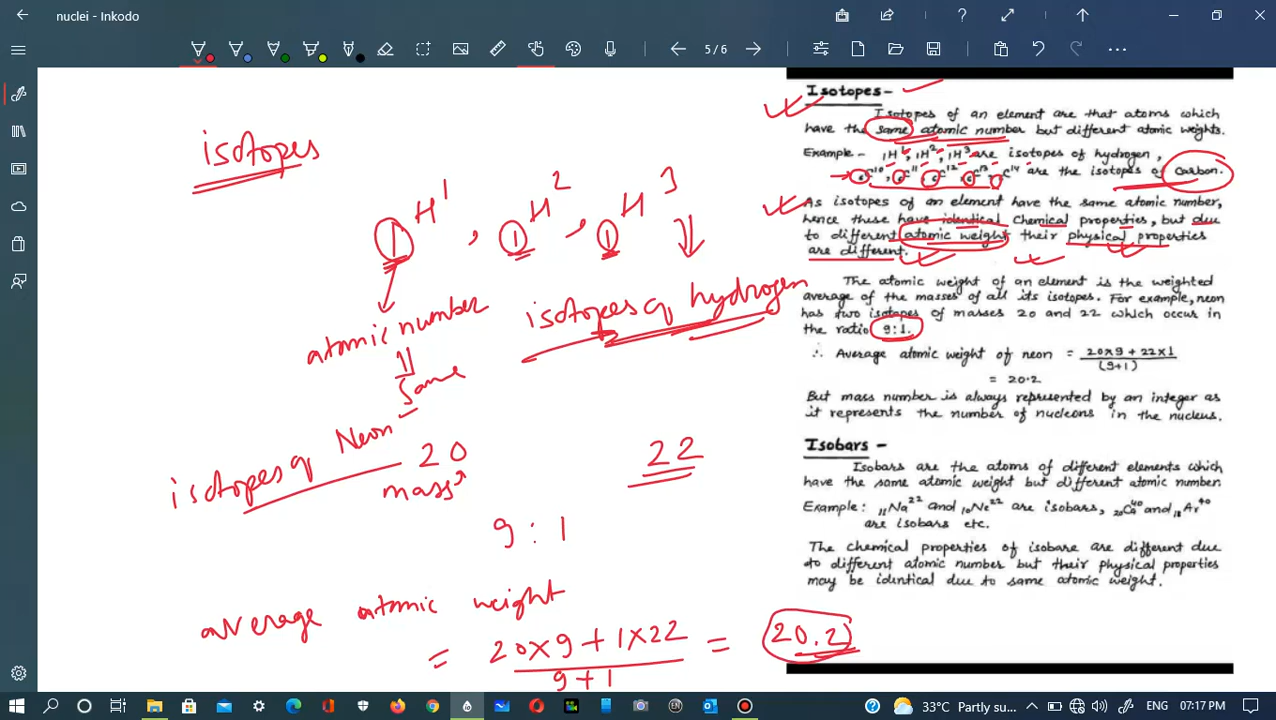 nuclei - Inkodo
5/6
isotopes
1H1, 1H2, 1H3
atomic number
same
isotopes of hydrogen
isotopes of Neon 20 22
mass
9 : 1
average atomic weight
= 20×9 + 1×22 = 20.2
9 + 1
Isotopes-
Isotopes of an element are that atoms which
have the same atomic number but different atomic weights.
Example- 1H1, 1H2, 1H3 are isotopes of hydrogen,
C10, C11, C12, C13, C14 are the isotopes of Carbon.
As isotopes of an element have the same atomic number,
hence these have identical Chemical properties, but due
to different atomic weight their physical properties
are different.
The atomic weight of an element is the weighted
average of the masses of all its isotopes. For example, neon
has two isotopes of masses 20 and 22 which occur in
the ratio 9:1.
∴ Average atomic weight of neon = 20×9 + 22×1
(9+1)
= 20.2
But mass number is always represented by an integer as
it represents the number of nucleons in the nucleus.
Isobars -
Isobars are the atoms of different elements which
have the same atomic weight but different atomic number.
Example: 11Na22 and 10Ne22 are isobars, 20Ca40 and 18Ar40
are isobars etc.
The chemical properties of isobare are different due
to different atomic number but their physical properties
may be identical due to same atomic weight.
33°C Partly su... ENG 07:17 PM